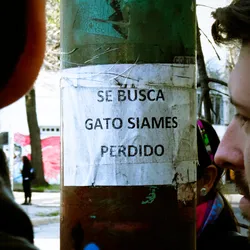 SE BUSCA
GATO SIAMES
PERDIDO